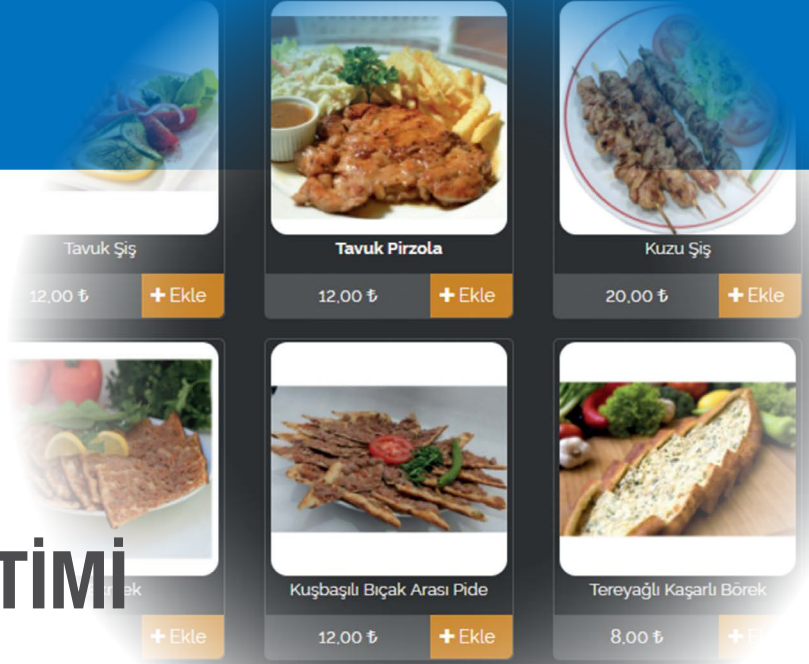 Tavuk Şiş
12,00 ₺
+ Ekle
Tavuk Pirzola
12,00 ₺
+ Ekle
Kuzu Şiş
20,00 ₺
+ Ekle
TİMİ
+ Ekle
Kuşbaşılı Bıçak Arası Pide
12,00 ₺
+ Ekle
Tereyağlı Kaşarlı Börek
8,00 ₺